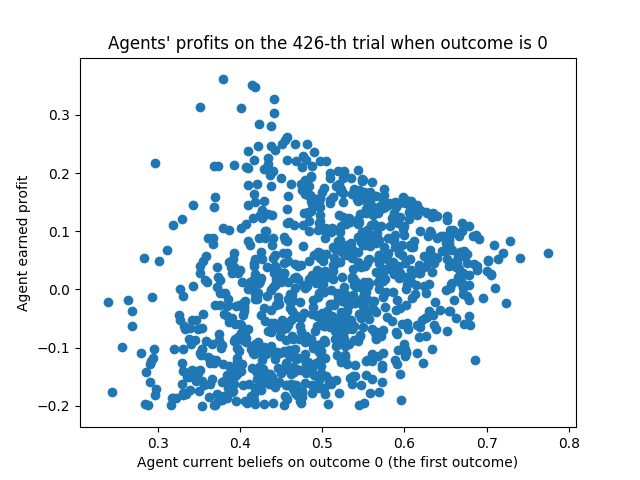 Agents' profits on the 426-th trial when outcome is 0
0.3
0.2
0.1
0.0
−0.1
−0.2
Agent earned profit
0.3 0.4 0.5 0.6 0.7 0.8
Agent current beliefs on outcome 0 (the first outcome)